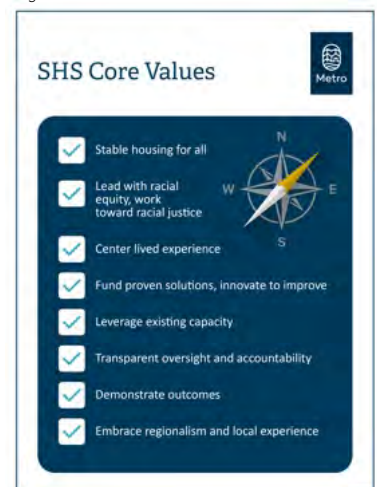 SHS Core Values
Metro
N
W
E
S
Stable housing for all
Lead with racial
equity, work
toward racial justice
Center lived experience
Fund proven solutions, innovate to improve
Leverage existing capacity
Transparent oversight and accountability
Demonstrate outcomes
Embrace regionalism and local experience